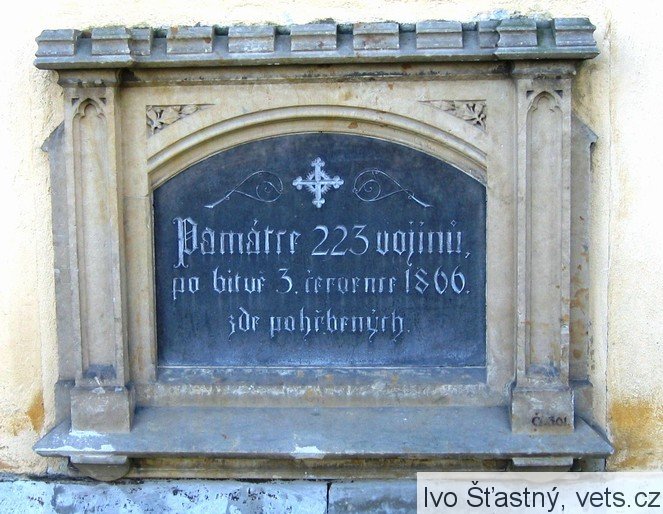 Památce 223 vojínů,
po bitvě 3. července 1866.
zde pohřbených.
Č.301
Ivo Šťastný, vets.cz